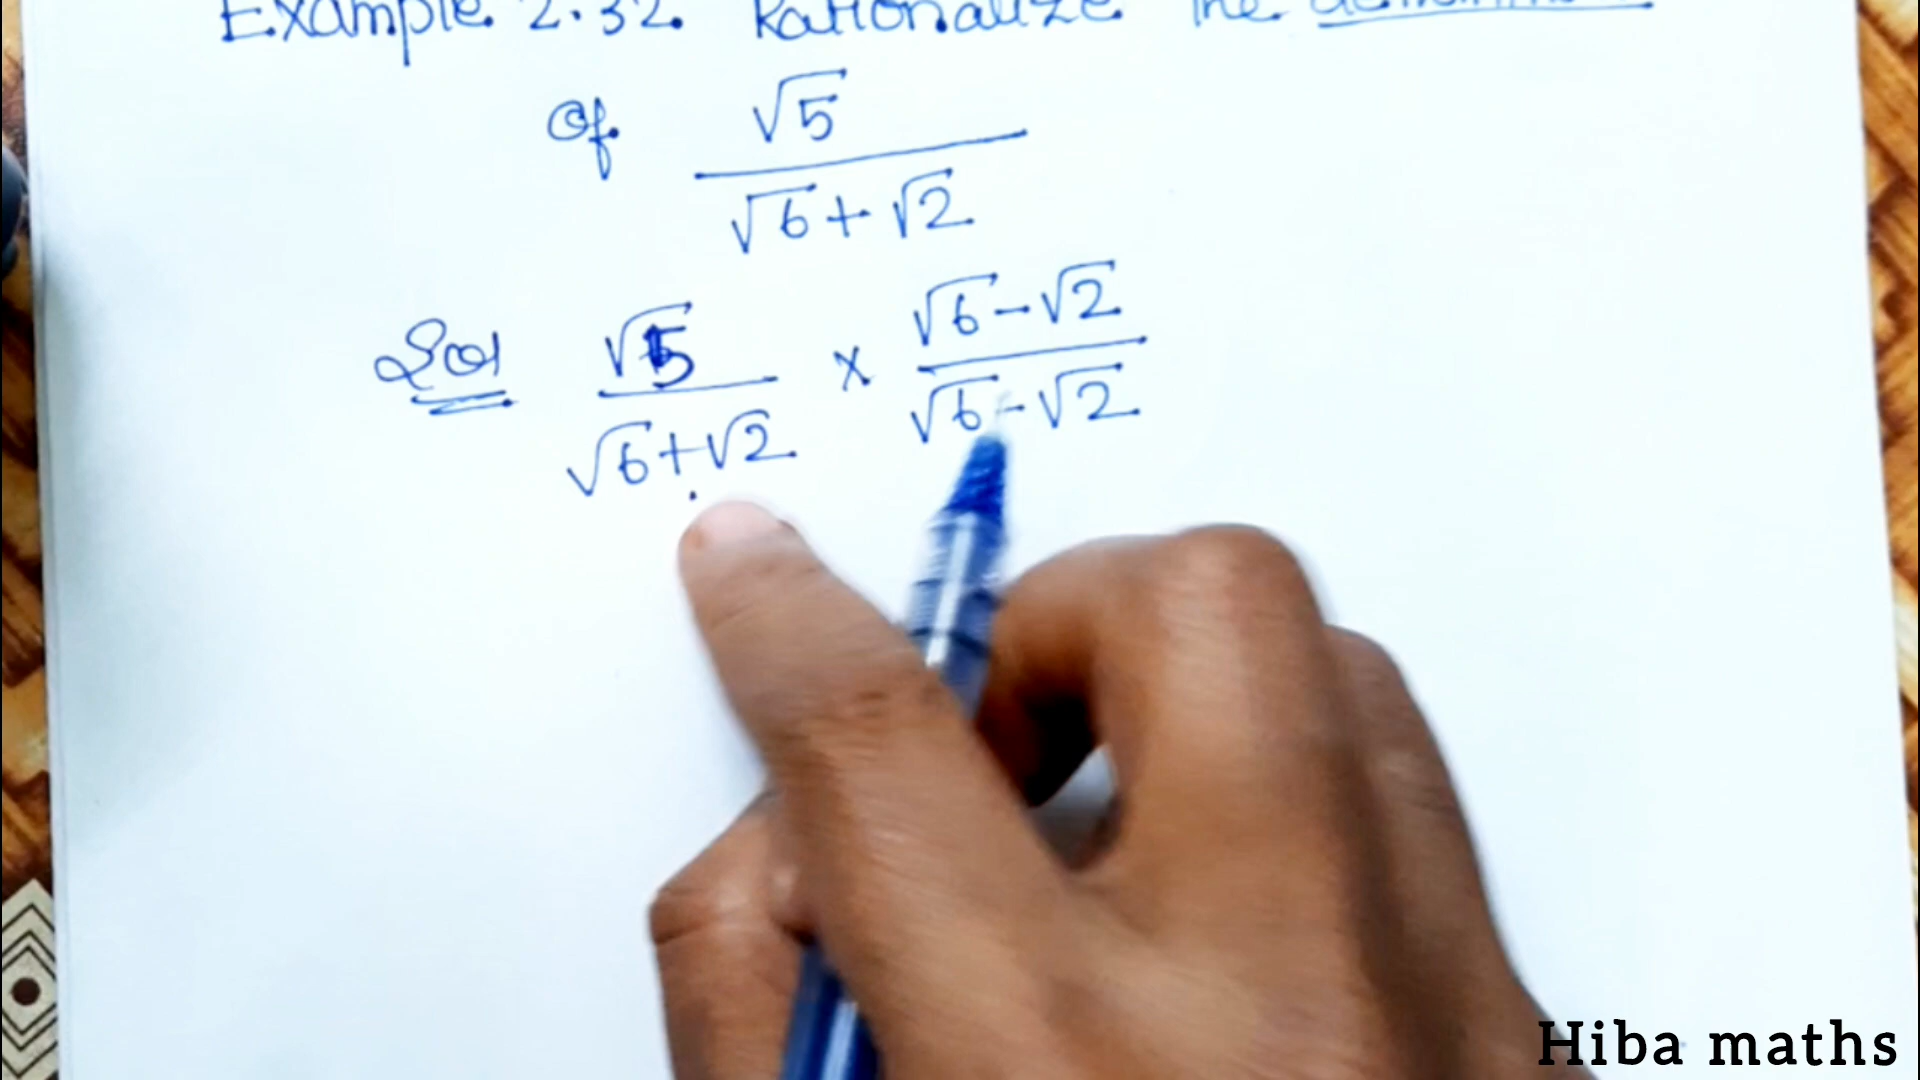 Example 2.32. Rationalize the denominator
of √5
√6+√2
Sol √5 × √6-√2
√6+√2 √6-√2
Hiba maths